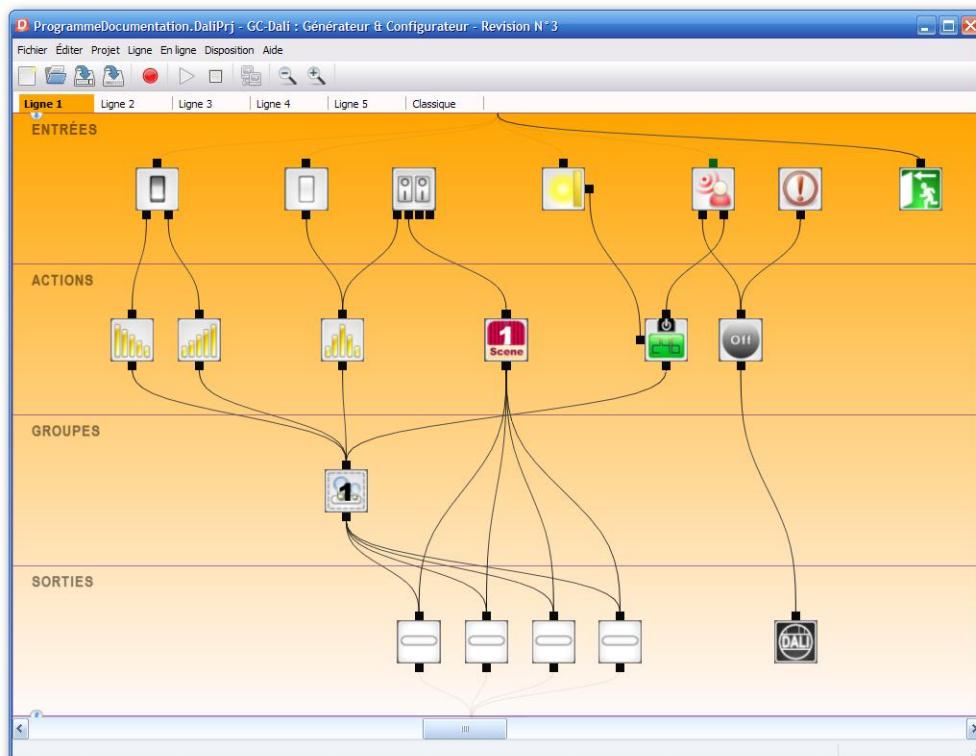 ProgrammeDocumentation.DaliPrj - GC-Dali : Générateur & Configurateur - Revision N°3
Fichier Éditer Projet Ligne En ligne Disposition Aide
Ligne 1 Ligne 2 Ligne 3 Ligne 4 Ligne 5 Classique
ENTRÉES
ACTIONS
1
Scene
Off
GROUPES
1
SORTIES
DALI